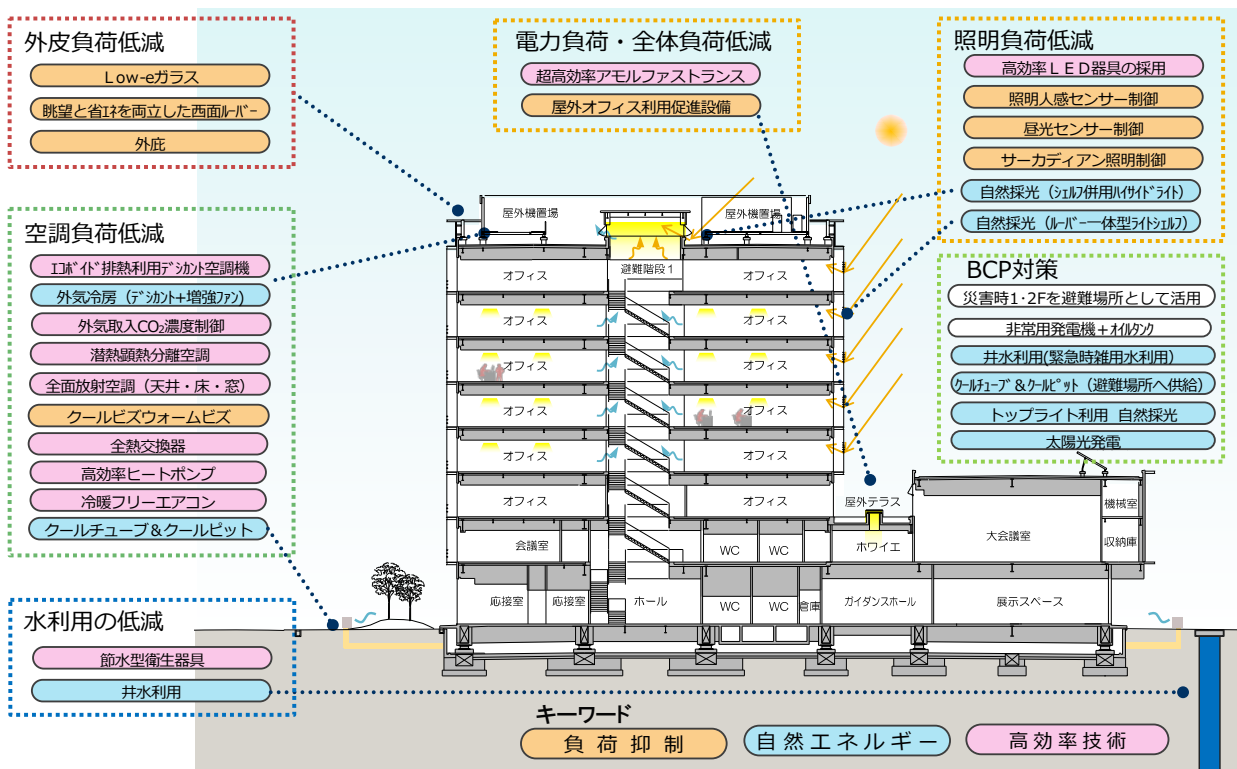 外皮負荷低減
Low-eガラス
眺望と省ｴﾈを両立した西面ﾙｰﾊﾞｰ
外庇
電力負荷・全体負荷低減
超高効率アモルファストランス
屋外オフィス利用促進設備
照明負荷低減
高効率ＬＥＤ器具の採用
照明人感センサー制御
昼光センサー制御
サーカディアン照明制御
自然採光（ｼｪﾙﾌ併用ﾊｲｻｲﾄﾞﾗｲﾄ）
自然採光（ﾙｰﾊﾞｰ一体型ﾗｲﾄｼｪﾙﾌ）
空調負荷低減
ｴｺﾎﾞｲﾄﾞ排熱利用ﾃﾞｼｶﾝﾄ空調機
外気冷房（ﾃﾞｼｶﾝﾄ+増強ﾌｧﾝ）
外気取入CO₂濃度制御
潜熱顕熱分離空調
全面放射空調（天井・床・窓）
クールビズウォームビズ
全熱交換器
高効率ヒートポンプ
冷暖フリーエアコン
クールチューブ＆クールピット
BCP対策
災害時1･2Fを避難場所として活用
非常用発電機＋ｵｲﾙﾀﾝｸ
井水利用(緊急時雑用水利用)
ｸｰﾙチューブ＆ｸｰﾙﾋﾟｯﾄ（避難場所へ供給）
トップライト利用 自然採光
太陽光発電
水利用の低減
節水型衛生器具
井水利用
屋外機置場
屋外機置場
避難階段１
オフィス
オフィス
オフィス
オフィス
オフィス
オフィス
オフィス
オフィス
オフィス
オフィス
オフィス
オフィス
屋外テラス
機械室
会議室
WC
WC
ホワイエ
大会議室
収納庫
応接室
応接室
ホール
WC
WC
倉庫
ガイダンスホール
展示スペース
キーワード
負荷抑制
自然エネルギー
高効率技術